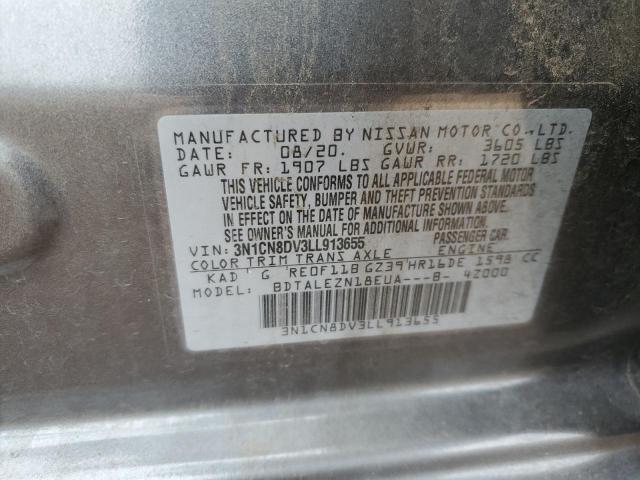 MANUFACTURED BY NISSAN MOTOR CO., LTD.
DATE: 08/20. GVWR: 3605 LBS
GAWR FR: 1907 LBS GAWR RR: 1720 LBS
THIS VEHICLE CONFORMS TO ALL APPLICABLE FEDERAL MOTOR
VEHICLE SAFETY, BUMPER, AND THEFT PREVENTION STANDARDS
IN EFFECT ON THE DATE OF MANUFACTURE SHOWN ABOVE.
SEE OWNER'S MANUAL FOR ADDITIONAL INFORMATION.
VIN: 3N1CN8DV3LL913655 PASSENGER CAR
COLOR TRIM TRANS AXLE ENGINE
KAD G RE0F11B GZ39 HR16DE 1598 CC
MODEL: BDTALEZN18EUA---B- 4Z000
3N1CN8DV3LL913655